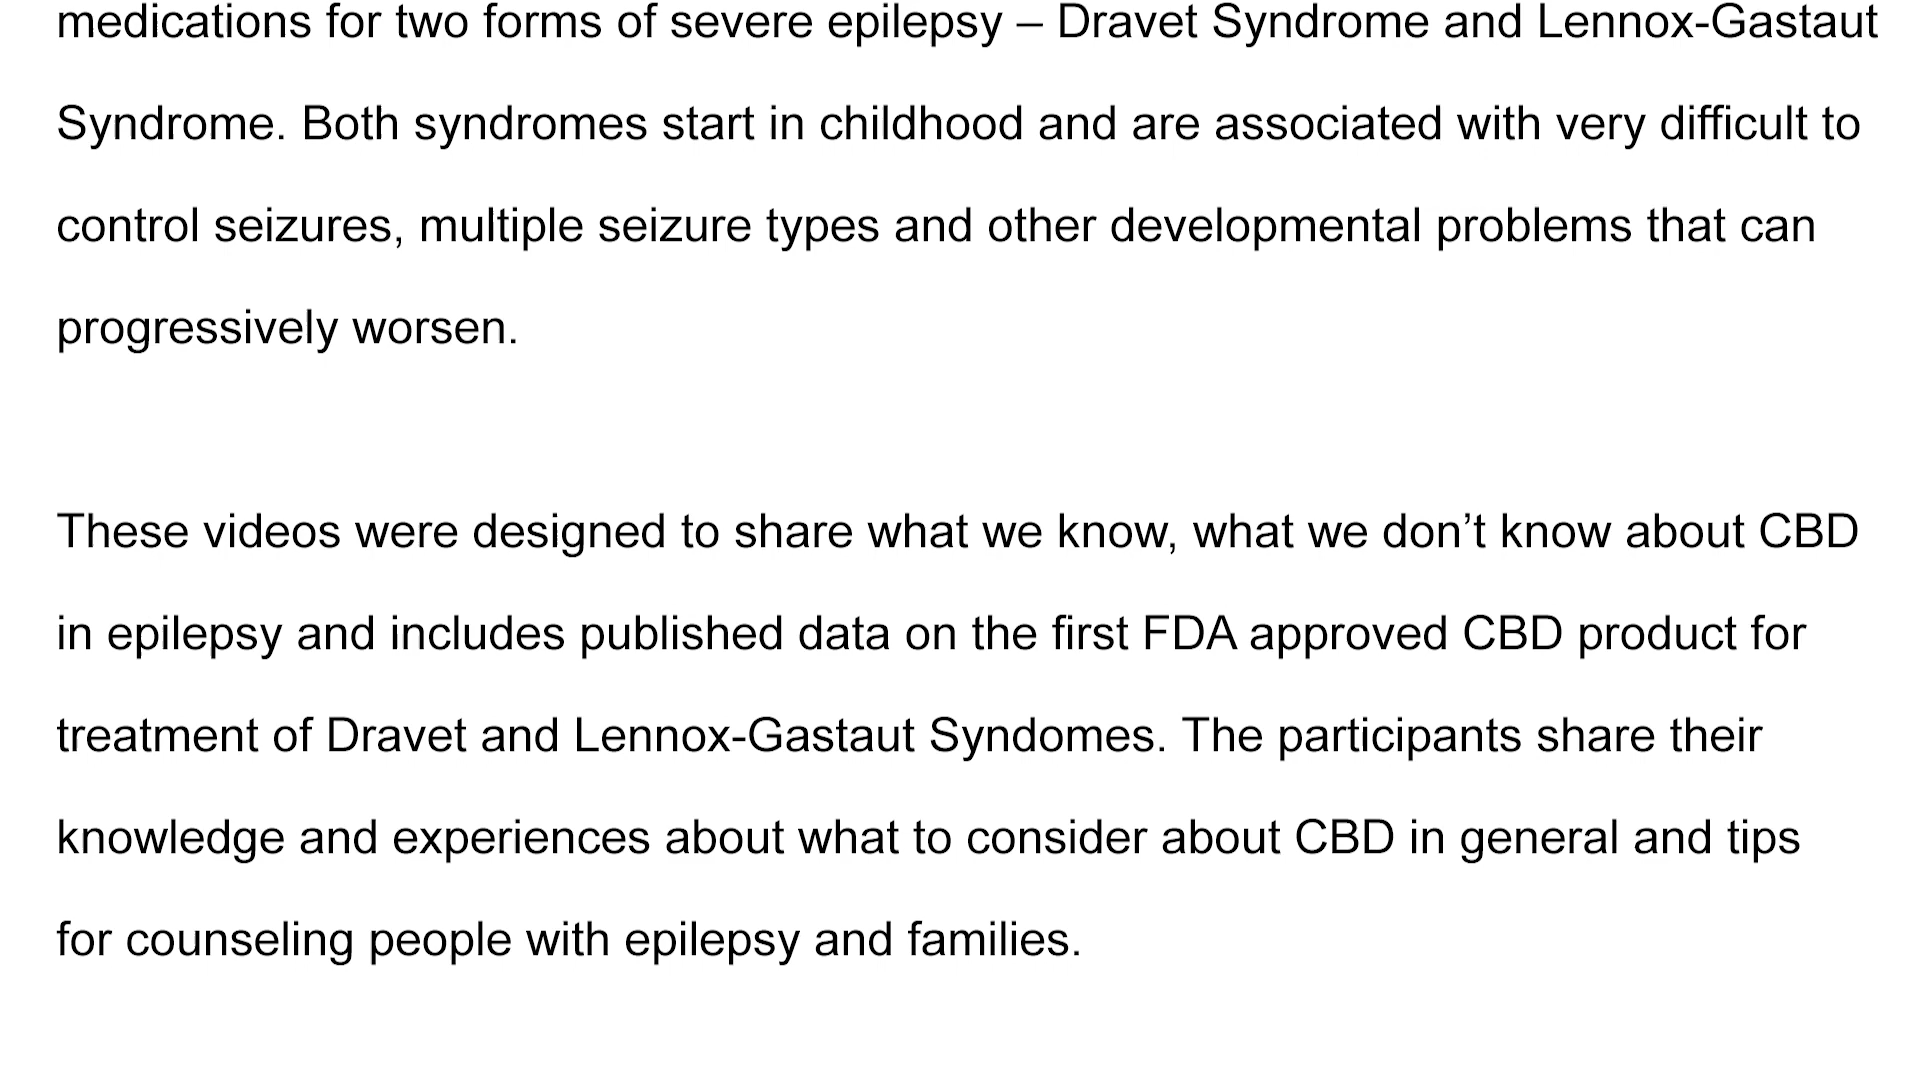 medications for two forms of severe epilepsy – Dravet Syndrome and Lennox-Gastaut
Syndrome. Both syndromes start in childhood and are associated with very difficult to
control seizures, multiple seizure types and other developmental problems that can
progressively worsen.
These videos were designed to share what we know, what we don’t know about CBD
in epilepsy and includes published data on the first FDA approved CBD product for
treatment of Dravet and Lennox-Gastaut Syndomes. The participants share their
knowledge and experiences about what to consider about CBD in general and tips
for counseling people with epilepsy and families.